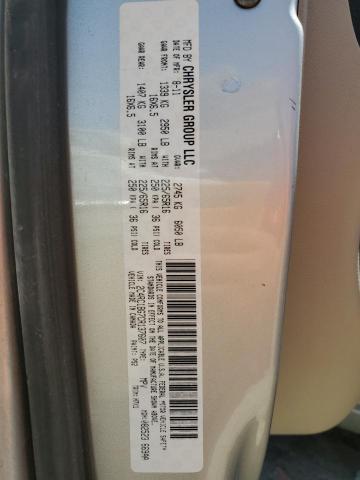 MFD BY CHRYSLER GROUP LLC
DATE OF MFR: 8-11 GVWR: 2745 KG 6050 LB
GAWR FRONT: 1339 KG 2950 LB WITH 225/65R16 TIRES
16X6.5 RIMS AT 250 KPA ( 36 PSI/ COLD )
GAWR REAR: 1407 KG 3100 LB WITH 225/65R16 TIRES
16X6.5 RIMS AT 250 KPA ( 36 PSI/ COLD )
THIS VEHICLE CONFORMS TO
ALL APPLICABLE U.S.A. FEDERAL MOTOR VEHICLE SAFETY
STANDARDS IN EFFECT ON THE DATE OF MANUFACTURE SHOWN ABOVE.
VIN: TYPE: MPV
VEHICLE MADE IN CANADA PAINT: